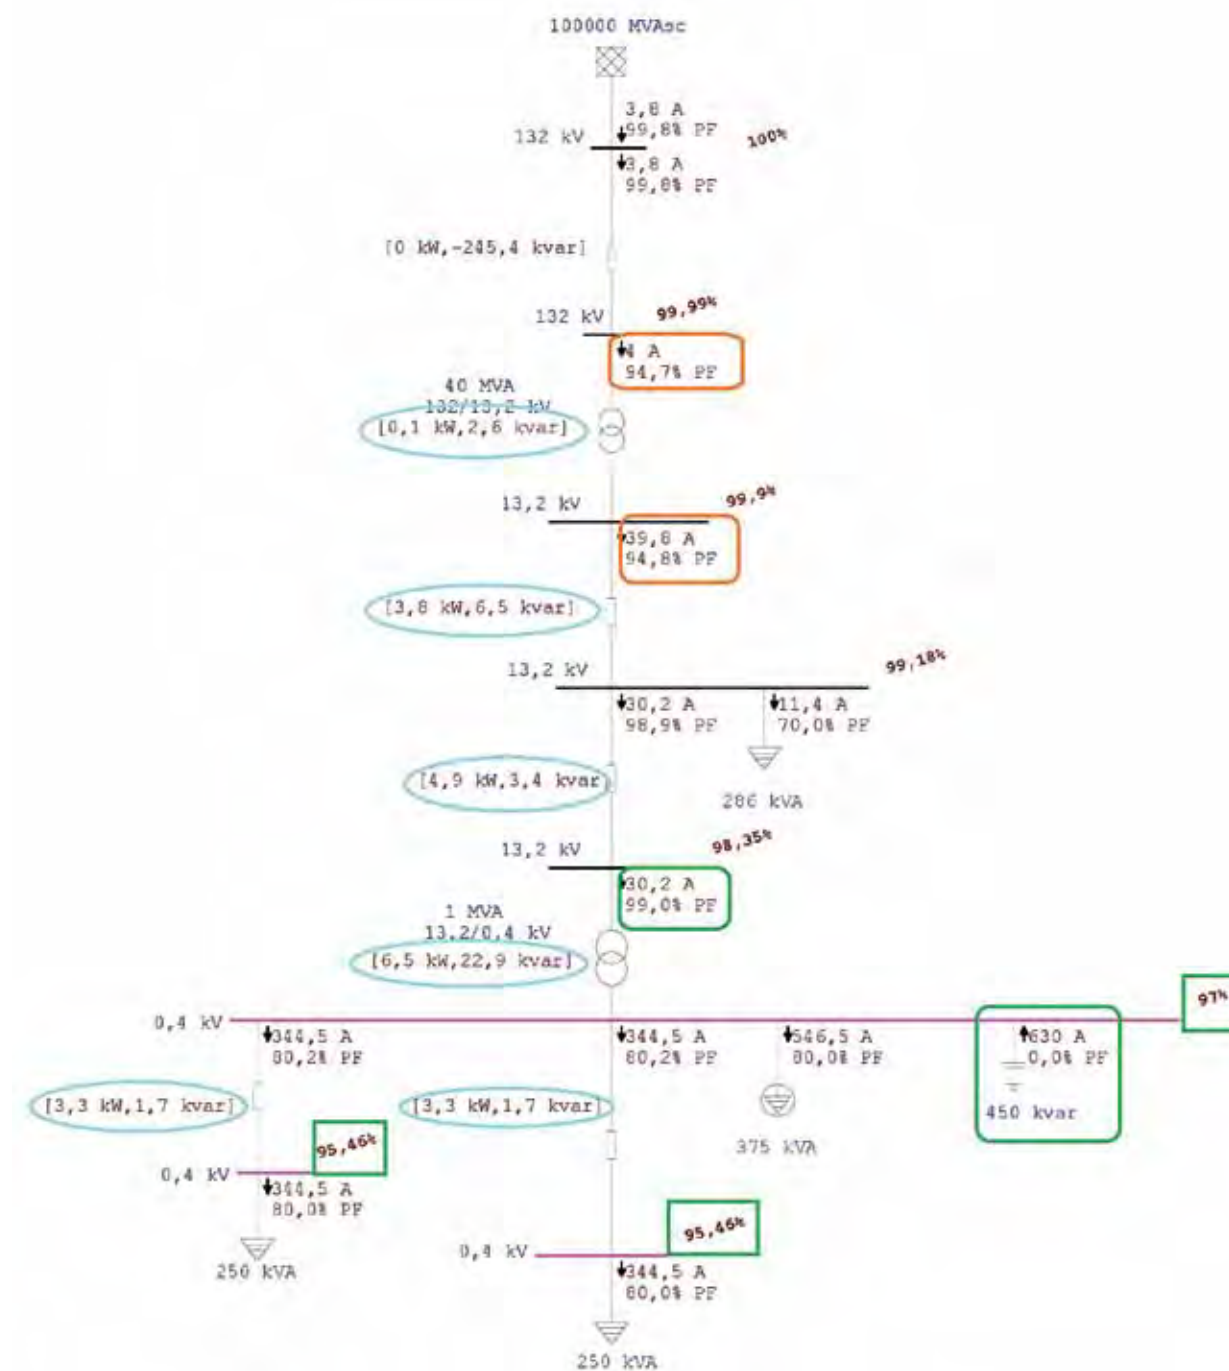 100000 MVAsc
3,8 A
99,8% PF
100%
132 kV
3,8 A
99,8% PF
[0 kW,-245,4 kvar]
132 kV
99,99%
4 A
94,7% PF
40 MVA
132/13,2 kV
[0,1 kW,2,6 kvar]
13,2 kV
99,9%
39,8 A
94,8% PF
[3,8 kW,6,5 kvar]
13,2 kV
99,18%
30,2 A
98,9% PF
11,4 A
70,0% PF
286 kVA
[4,9 kW,3,4 kvar
13,2 kV
98,35%
30,2 A
99,0% PF
1 MVA
13,2/0,4 kV
[6,5 kW,22,9 kvar]
97%
0,4 kV
344,5 A
80,2% PF
344,5 A
80,2% PF
546,5 A
80,0% PF
630 A
0,0% PF
450 kvar
[3,3 kW,1,7 kvar]
[3,3 kW,1,7 kvar]
375 kVA
95,46%
0,4 kV
344,5 A
80,0% PF
250 kVA
95,46%
0,4 kV
344,5 A
80,0% PF
250 kVA